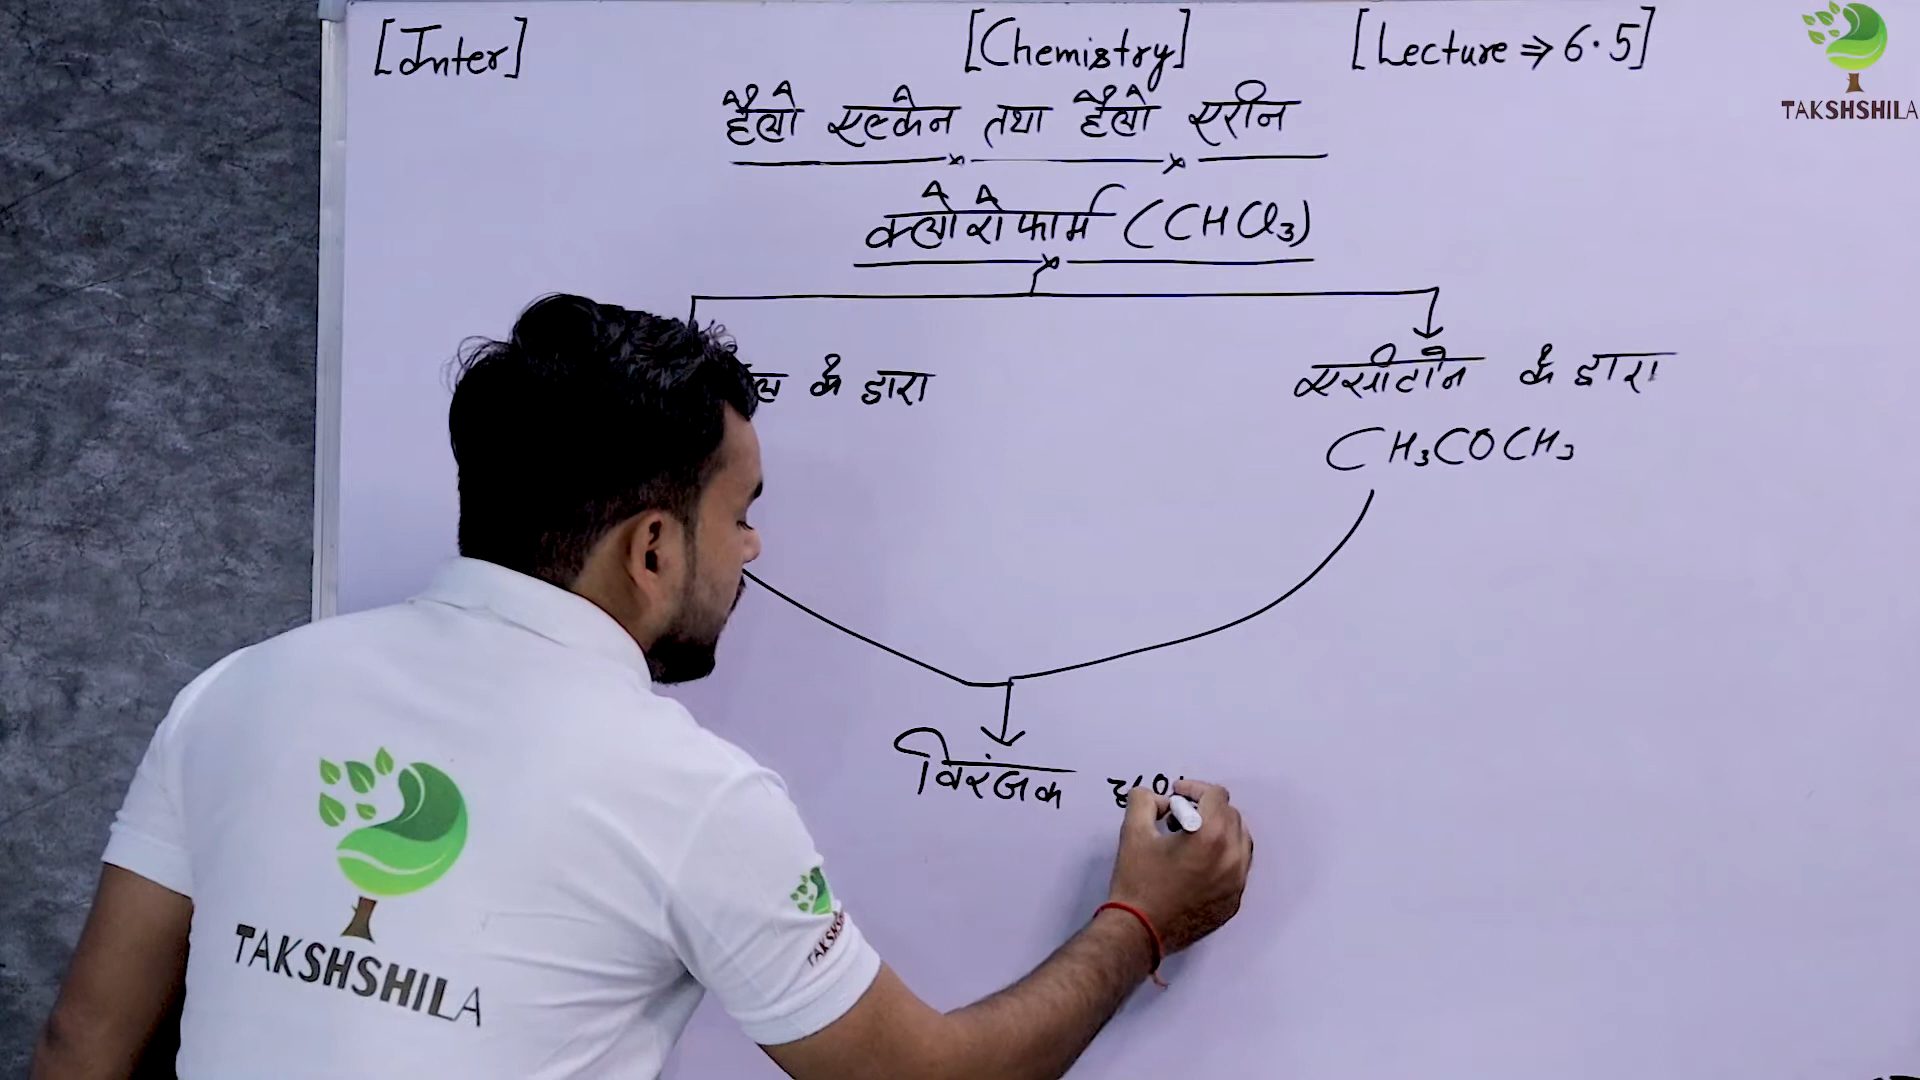 [Inter] [Chemistry] [Lecture ⇒ 6.5]
TAKSHSHILA
हैलो एल्केन तथा हैलो एरीन
क्लोरोफार्म (CHCl₃)
के द्वारा
एसीटोन के द्वारा
CH₃COCH₃
विरंजक
TAKSHSHILA